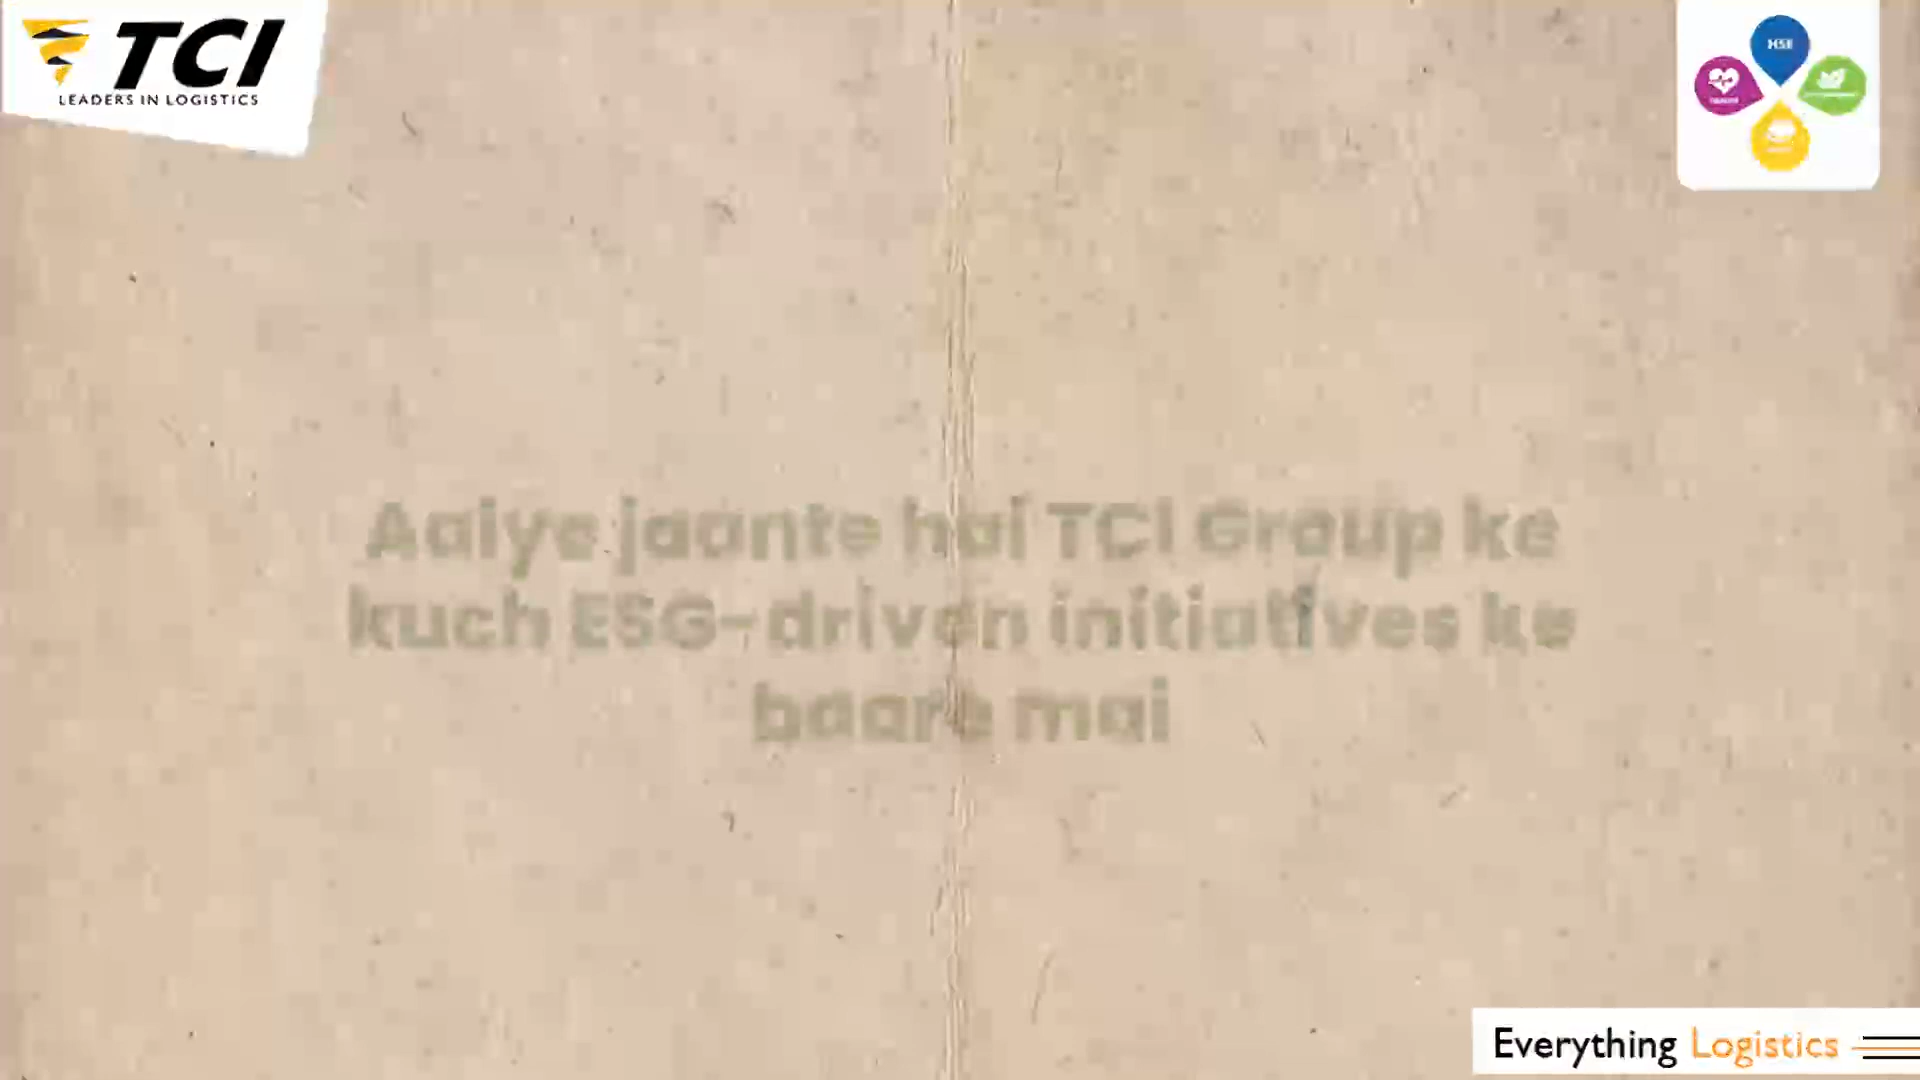 TCI
LEADERS IN LOGISTICS
HSE
Aaiye jaante hai TCI Group ke
kuch ESG-driven initiatives ke
baare mai
Everything Logistics